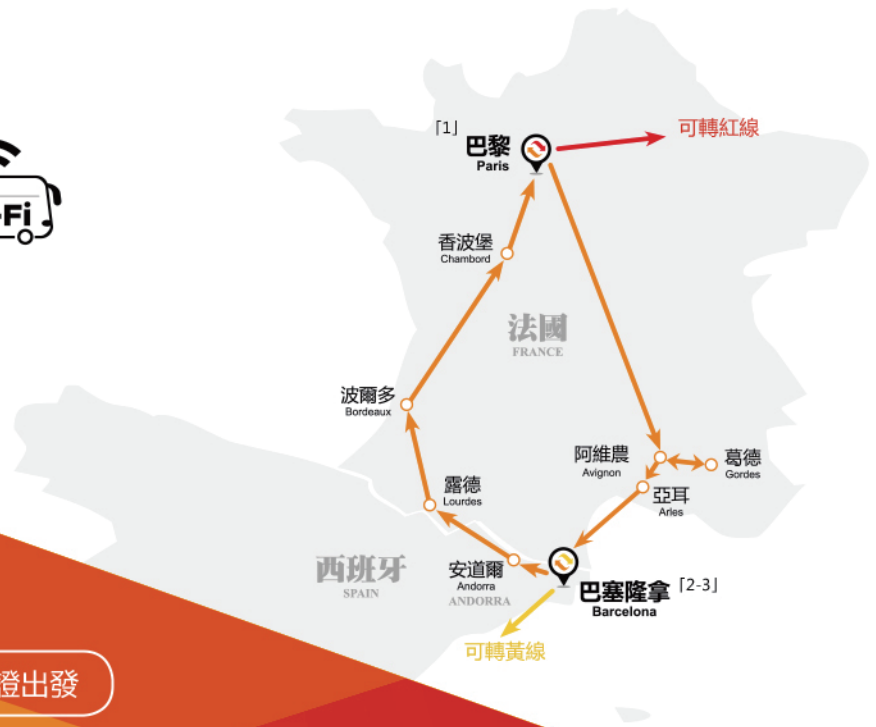 「1」
巴黎
Paris
可轉紅線
Fi
香波堡
Chambord
法國
FRANCE
波爾多
Bordeaux
阿維農
Avignon
葛德
Gordes
露德
Lourdes
亞耳
Arles
西班牙
SPAIN
安道爾
Andorra
ANDORRA
巴塞隆拿「2-3」
Barcelona
可轉黃線
證出發